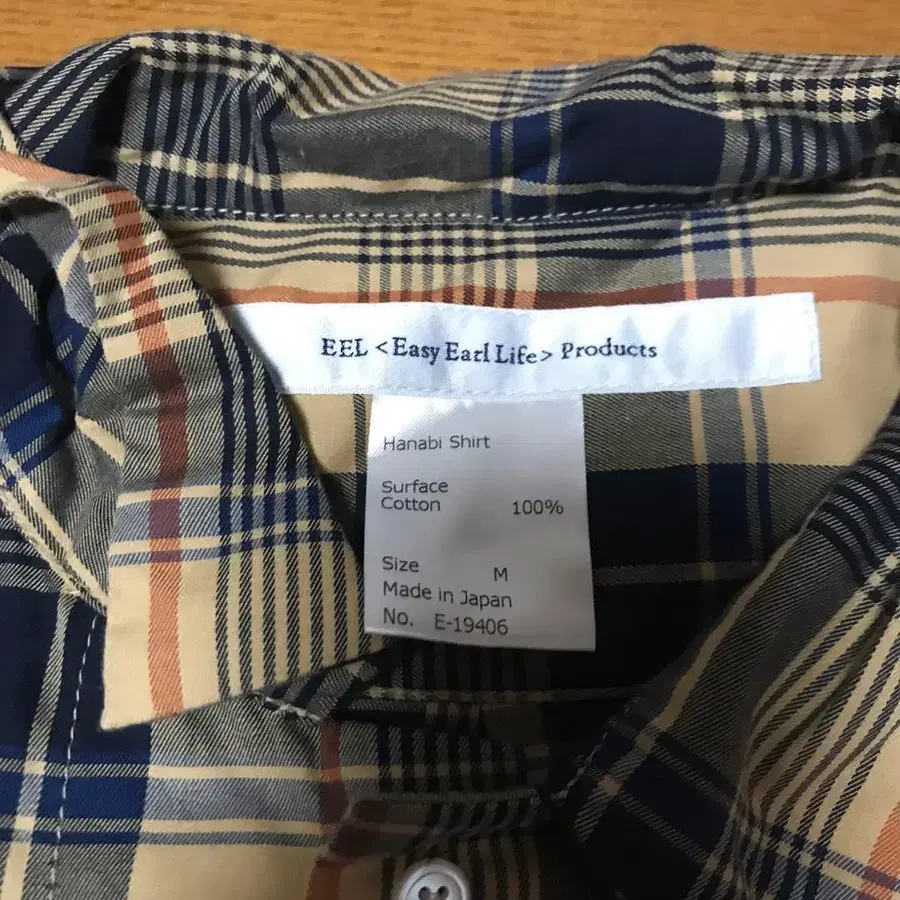 EEL <Easy Earl Life> Products
Hanabi Shirt
Surface
Cotton 100%
Size M
Made in Japan
No. E-19406